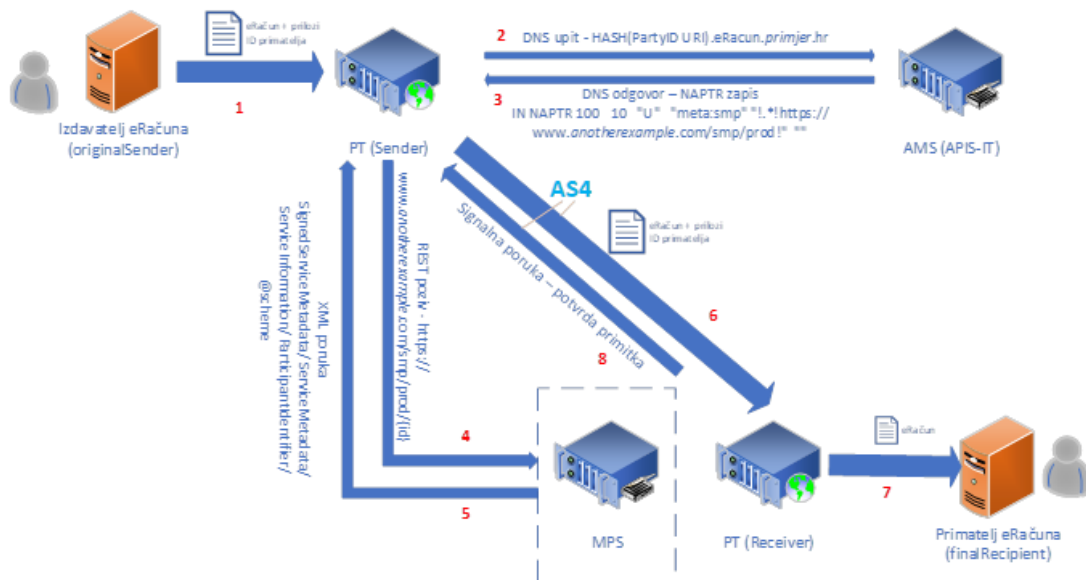 eRačun + prilozi
ID primatelja
1
Izdavatelj eRačuna
(originalSender)
PT (Sender)
2
DNS upit - HASH(PartyID URI).eRacun.primjer.hr
3
DNS odgovor – NAPTR zapis
IN NAPTR 100 10 "U" "meta:smp" "!.*!https://
www.anotherexample.com/smp/prod!" ""
AMS (APIS-IT)
AS4
Signalna poruka – potvrda primitka
eRačun + prilozi
ID primatelja
6
8
REST poziv - https://
www.anotherexample.com/smp/prod/{id}
XML poruka
SignedServiceMetadata/ ServiceMetadata/
Service Information/ ParticipantIdentifier/
@scheme
4
5
MPS
PT (Receiver)
eRačun
7
Primatelj eRačuna
(finalRecipient)